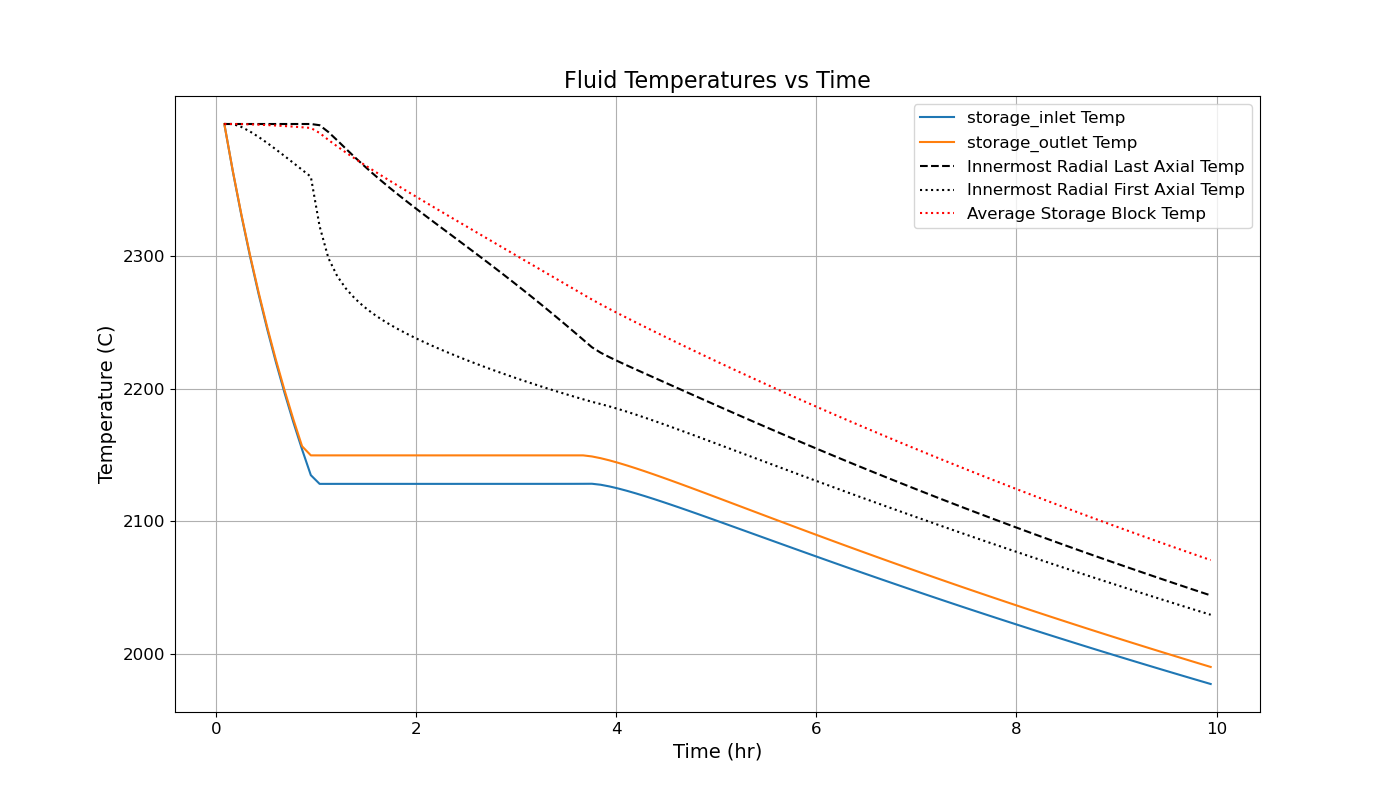 Fluid Temperatures vs Time
storage_inlet Temp
storage_outlet Temp
Innermost Radial Last Axial Temp
Innermost Radial First Axial Temp
Average Storage Block Temp
Temperature (C)
2300
2200
2100
2000
0 2 4 6 8 10
Time (hr)